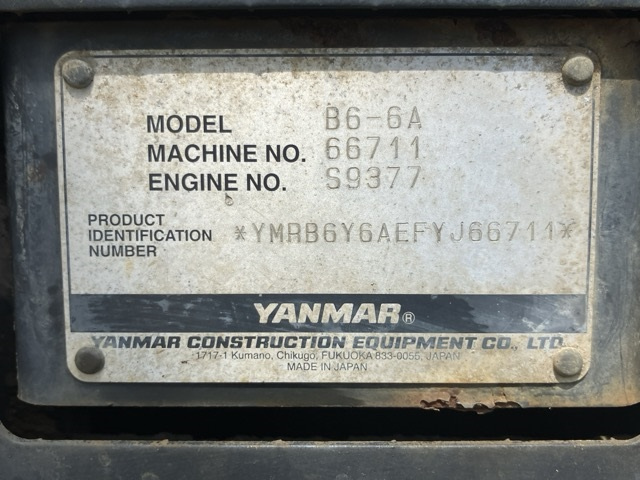 MODEL B6-6A
MACHINE NO. 66711
ENGINE NO. S9377
PRODUCT
IDENTIFICATION *YMRB6Y6AEFYJ66711*
NUMBER
YANMAR®
YANMAR CONSTRUCTION EQUIPMENT CO., LTD.
1717-1 Kumano, Chikugo, FUKUOKA 833-0055, JAPAN
MADE IN JAPAN